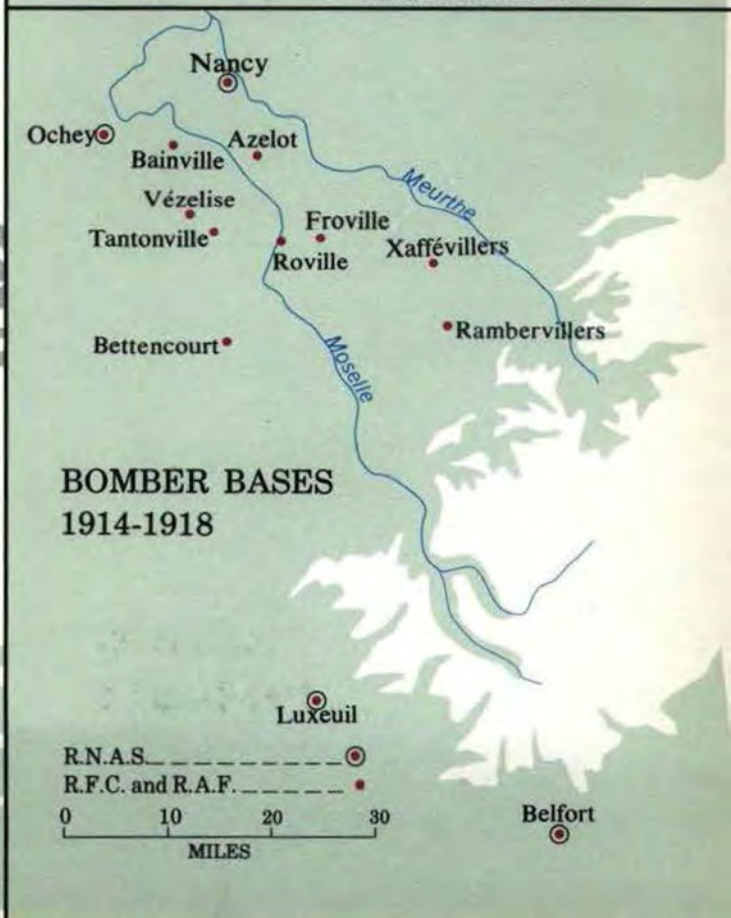 Nancy
Ochey
Azelot
Bainville
Meurthe
Vézelise
Froville
Tantonville
Xaffévillers
Roville
Rambervillers
Bettencourt
Moselle
BOMBER BASES
1914-1918
Luxeuil
R.N.A.S.
R.F.C. and R.A.F.
0 10 20 30
MILES
Belfort